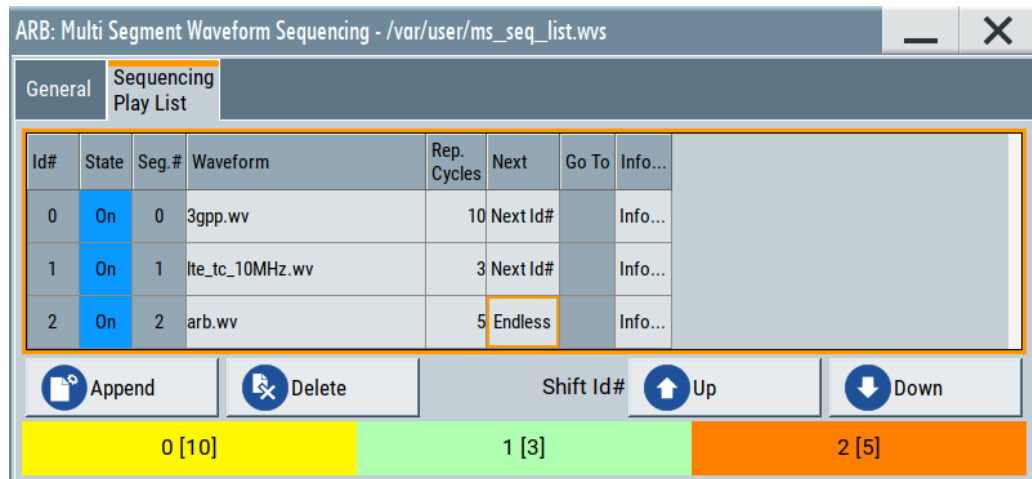 ARB: Multi Segment Waveform Sequencing - /var/user/ms_seq_list.wvs
General
Sequencing
Play List
Id# State Seg.# Waveform Rep. Cycles Next Go To Info...
0 On 0 3gpp.wv 10 Next Id# Info...
1 On 1 lte_tc_10MHz.wv 3 Next Id# Info...
2 On 2 arb.wv 5 Endless Info...
Append Delete Shift Id# Up Down
0 [10] 1 [3] 2 [5]